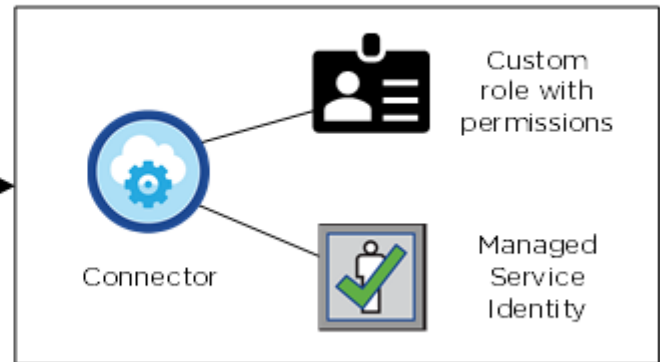 Custom
role with
permissions
Connector
Managed
Service
Identity